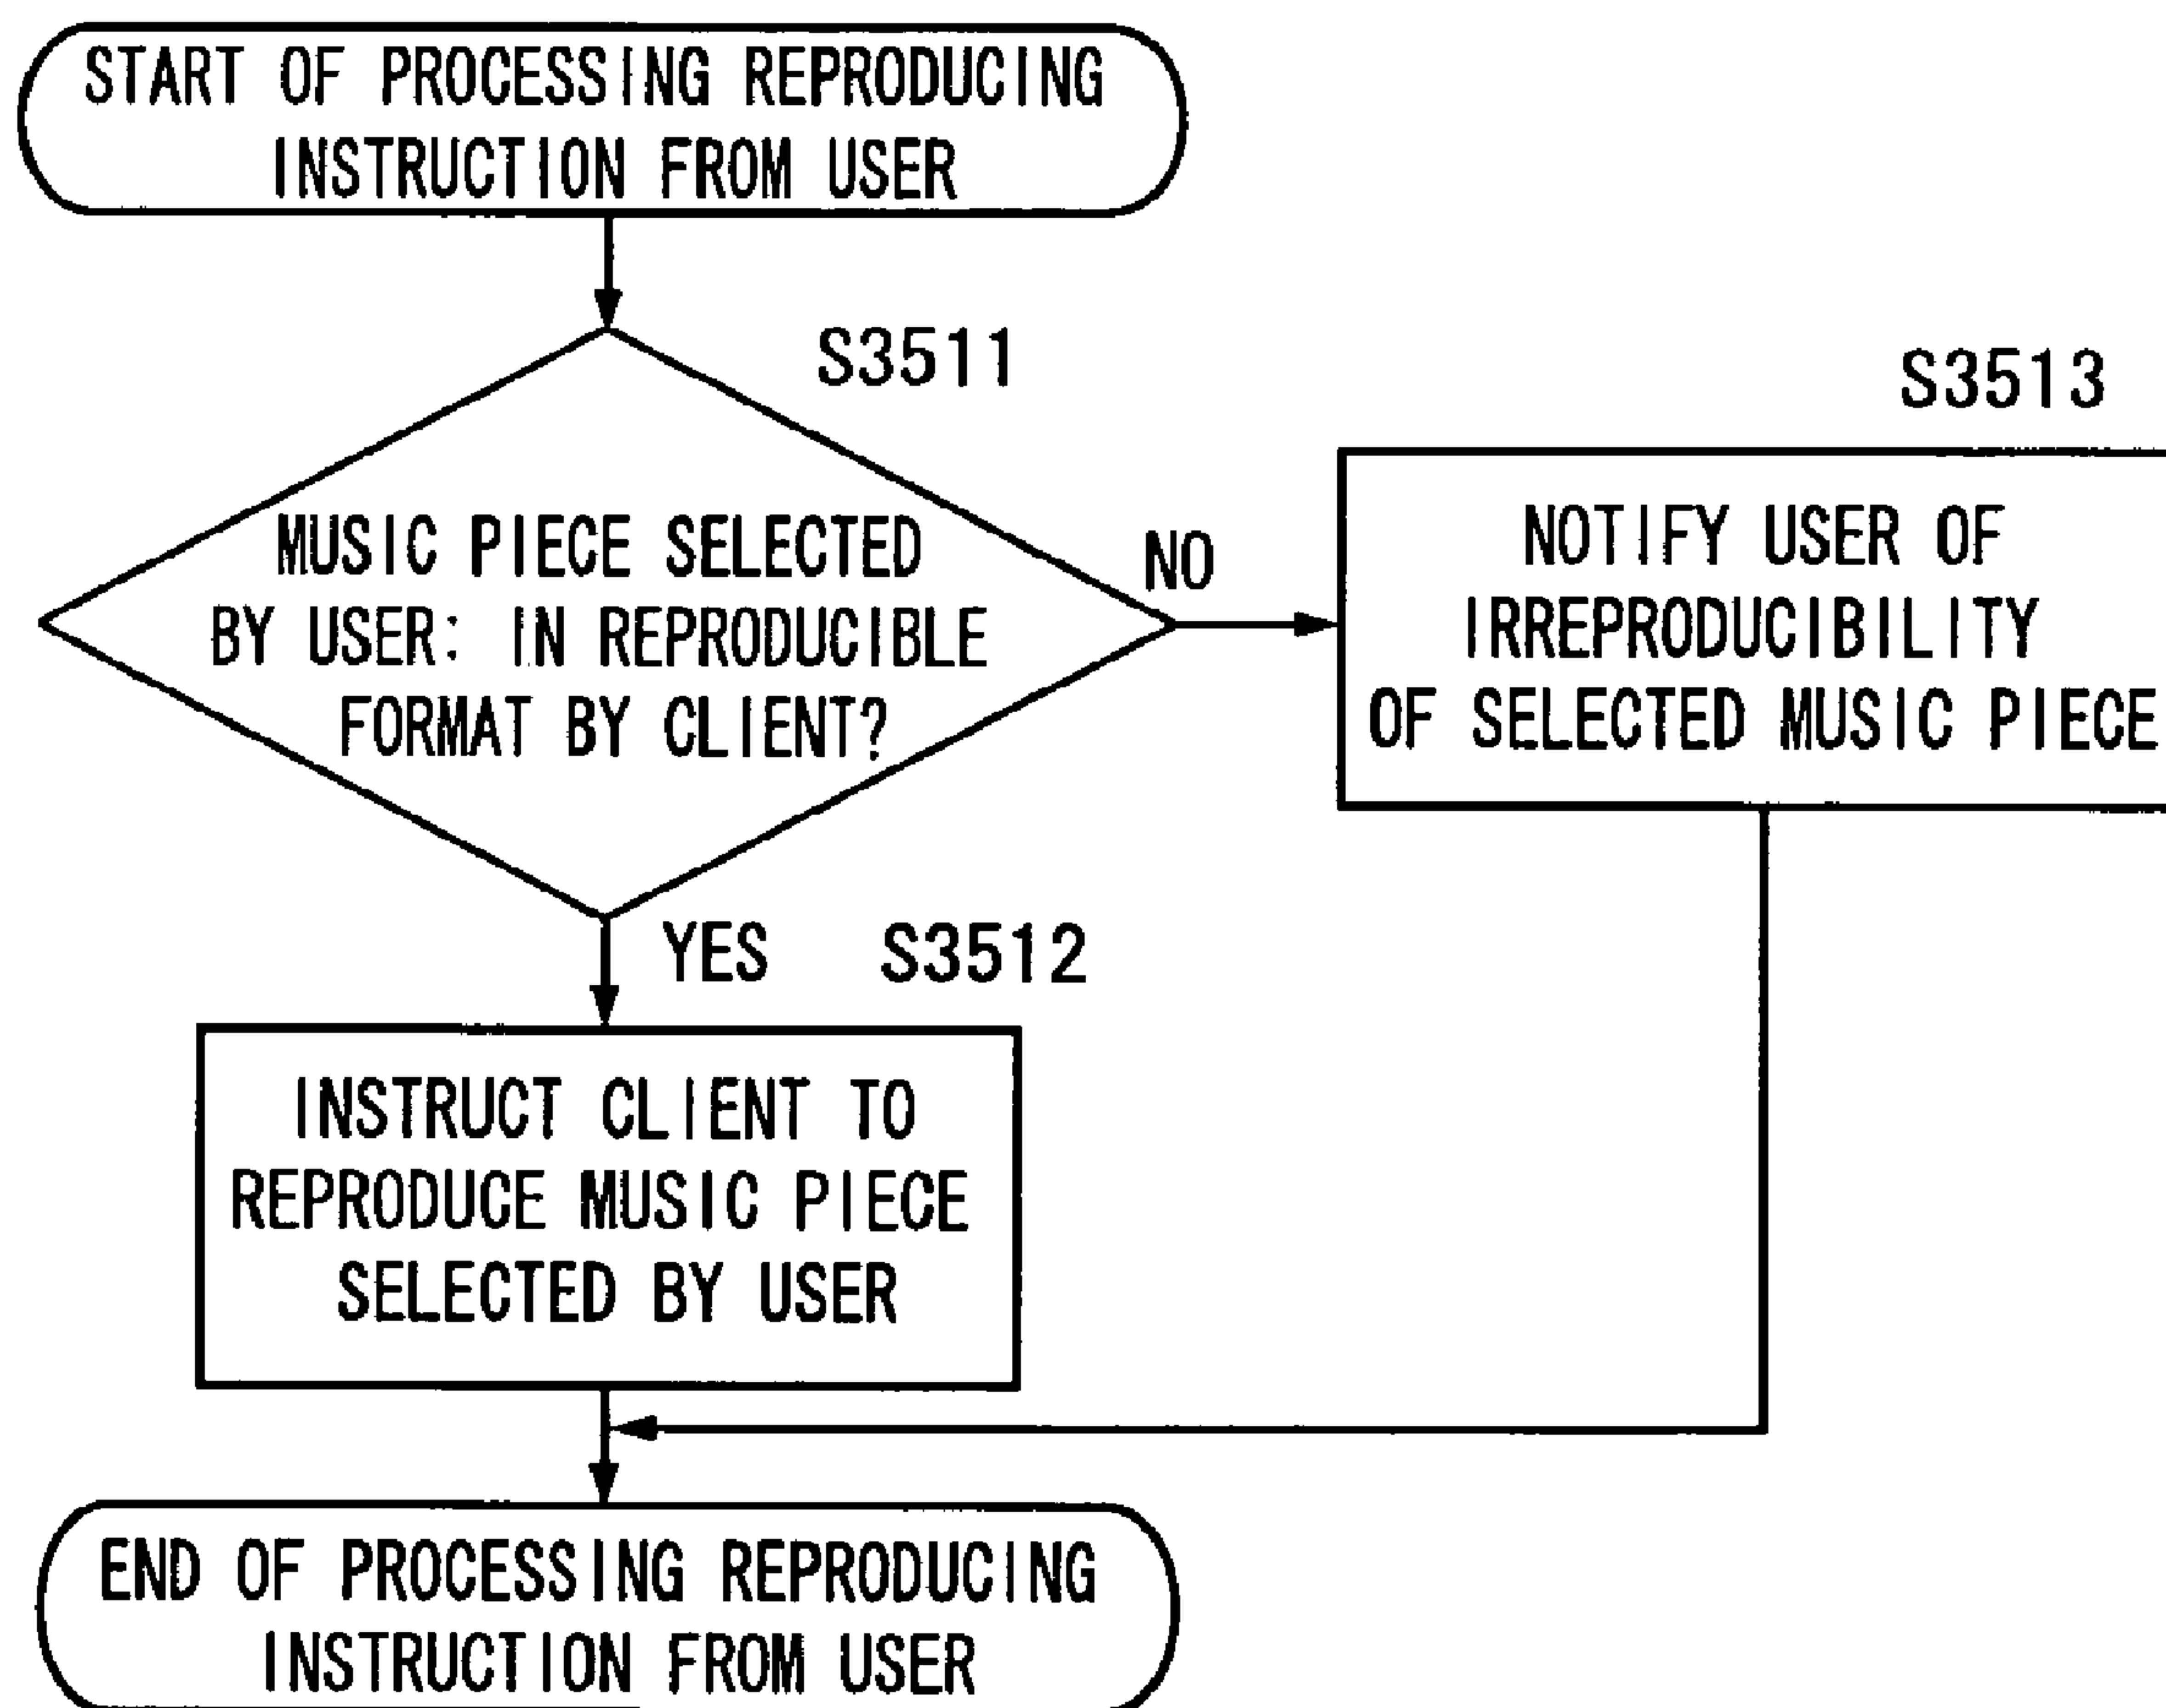 START OF PROCESSING REPRODUCING
INSTRUCTION FROM USER
S3511
MUSIC PIECE SELECTED
BY USER: IN REPRODUCIBLE
FORMAT BY CLIENT?
NO
S3513
NOTIFY USER OF
IRREPRODUCIBILITY
OF SELECTED MUSIC PIECE
YES
S3512
INSTRUCT CLIENT TO
REPRODUCE MUSIC PIECE
SELECTED BY USER
END OF PROCESSING REPRODUCING
INSTRUCTION FROM USER